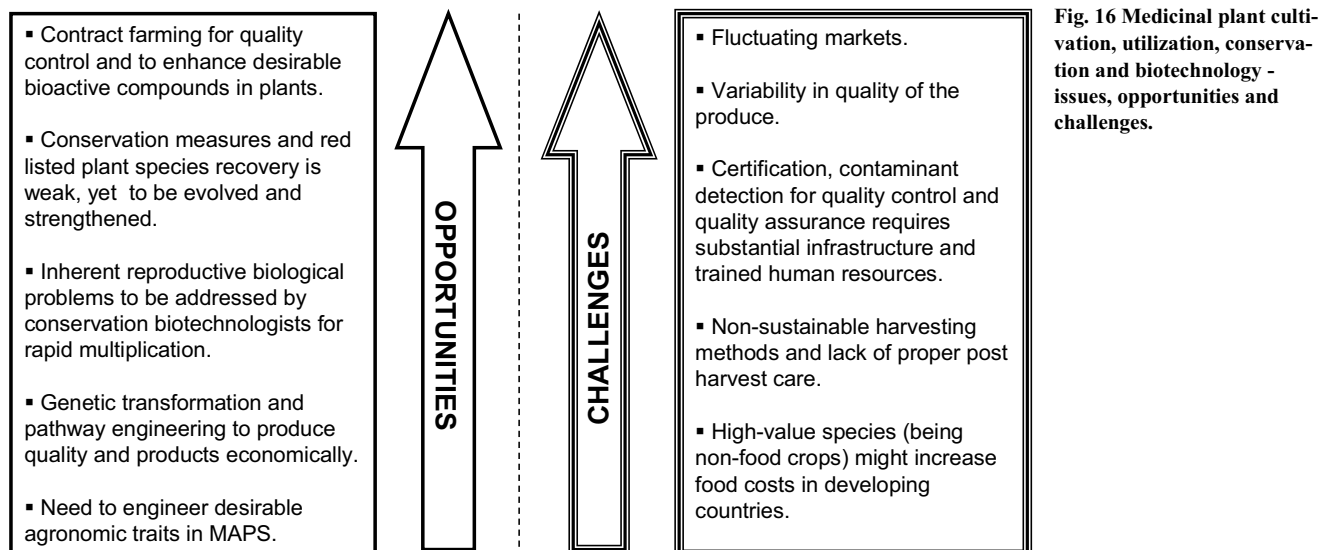 ▪ Contract farming for quality
control and to enhance desirable
bioactive compounds in plants.
▪ Conservation measures and red
listed plant species recovery is
weak, yet to be evolved and
strengthened.
▪ Inherent reproductive biological
problems to be addressed by
conservation biotechnologists for
rapid multiplication.
▪ Genetic transformation and
pathway engineering to produce
quality and products economically.
▪ Need to engineer desirable
agronomic traits in MAPS.
OPPORTUNITIES
CHALLENGES
▪ Fluctuating markets.
▪ Variability in quality of the
produce.
▪ Certification, contaminant
detection for quality control and
quality assurance requires
substantial infrastructure and
trained human resources.
▪ Non-sustainable harvesting
methods and lack of proper post
harvest care.
▪ High-value species (being
non-food crops) might increase
food costs in developing
countries.
Fig. 16 Medicinal plant culti-
vation, utilization, conserva-
tion and biotechnology -
issues, opportunities and
challenges.